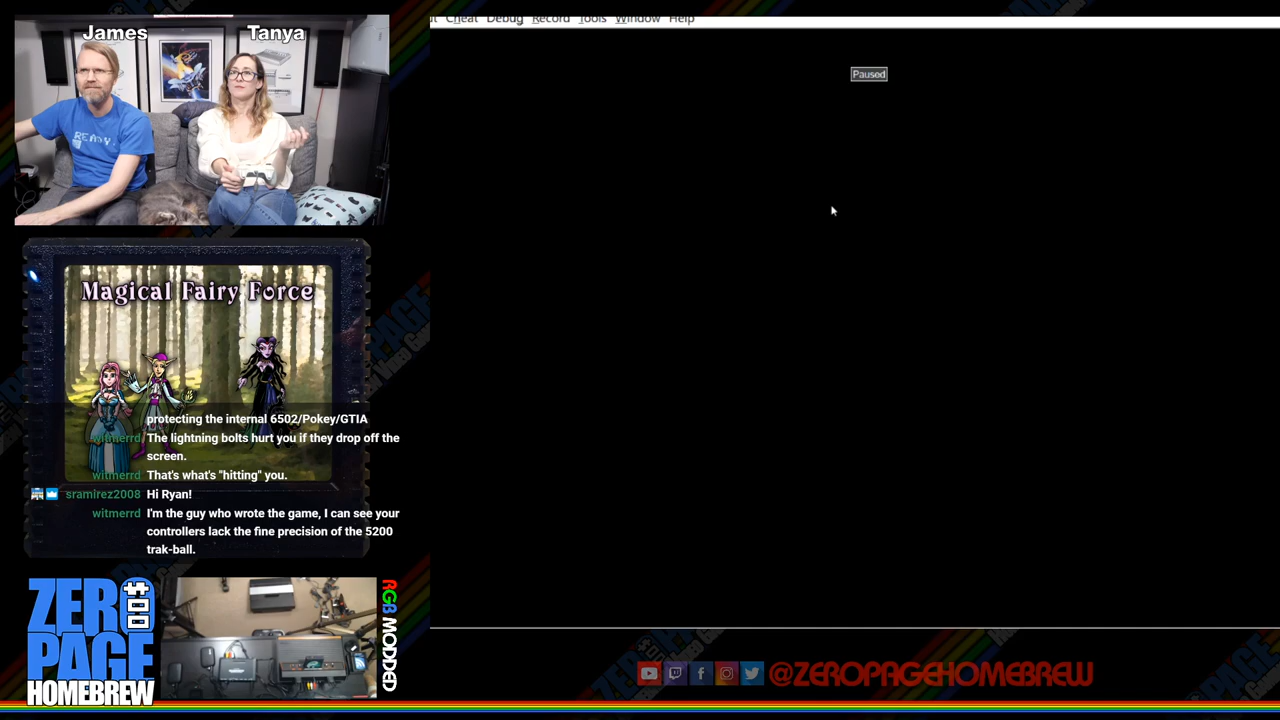 James
Tanya
Cheat Debug Record Tools Window Help
Paused
READY.
Magical Fairy Force
protecting the internal 6502/Pokey/GTIA
witmerrd The lightning bolts hurt you if they drop off the
screen.
witmerrd That's what's "hitting" you.
sramirez2008 Hi Ryan!
witmerrd I'm the guy who wrote the game, I can see your
controllers lack the fine precision of the 5200
trak-ball.
ZERO
PAGE
HOMEBREW
RGB MODDED
@ZEROPAGEHOMEBREW